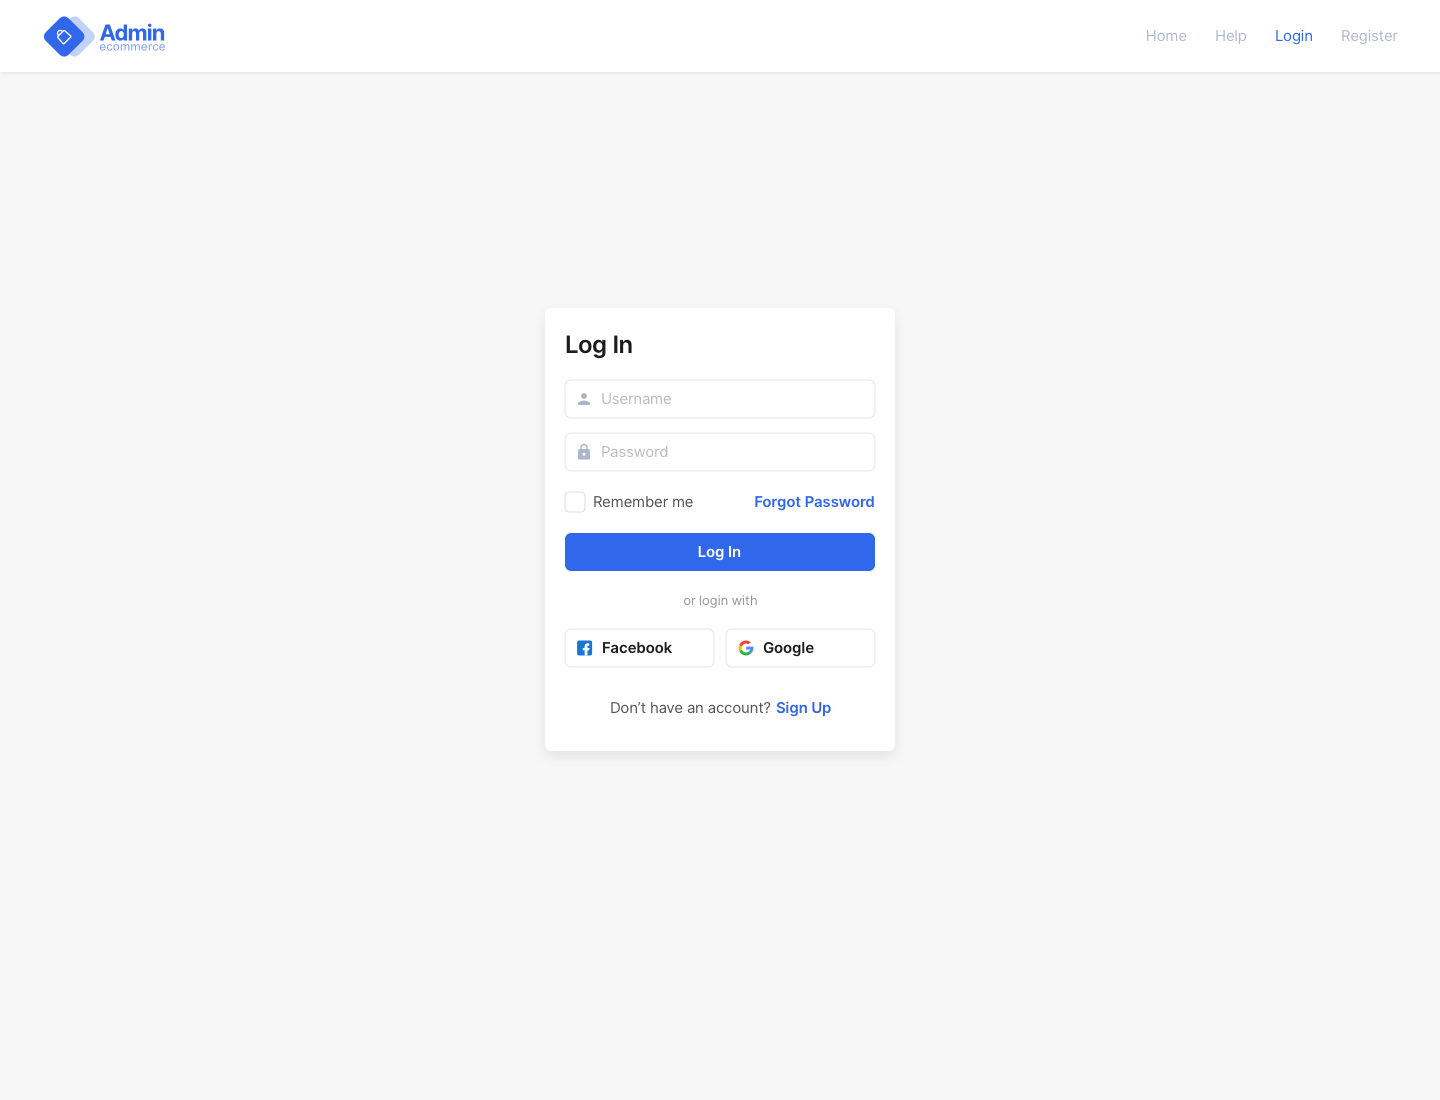 Admin
ecommerce
Home Help Login Register
Log In
Username
Password
Remember me Forgot Password
Log In
or login with
Facebook Google
Don’t have an account? Sign Up